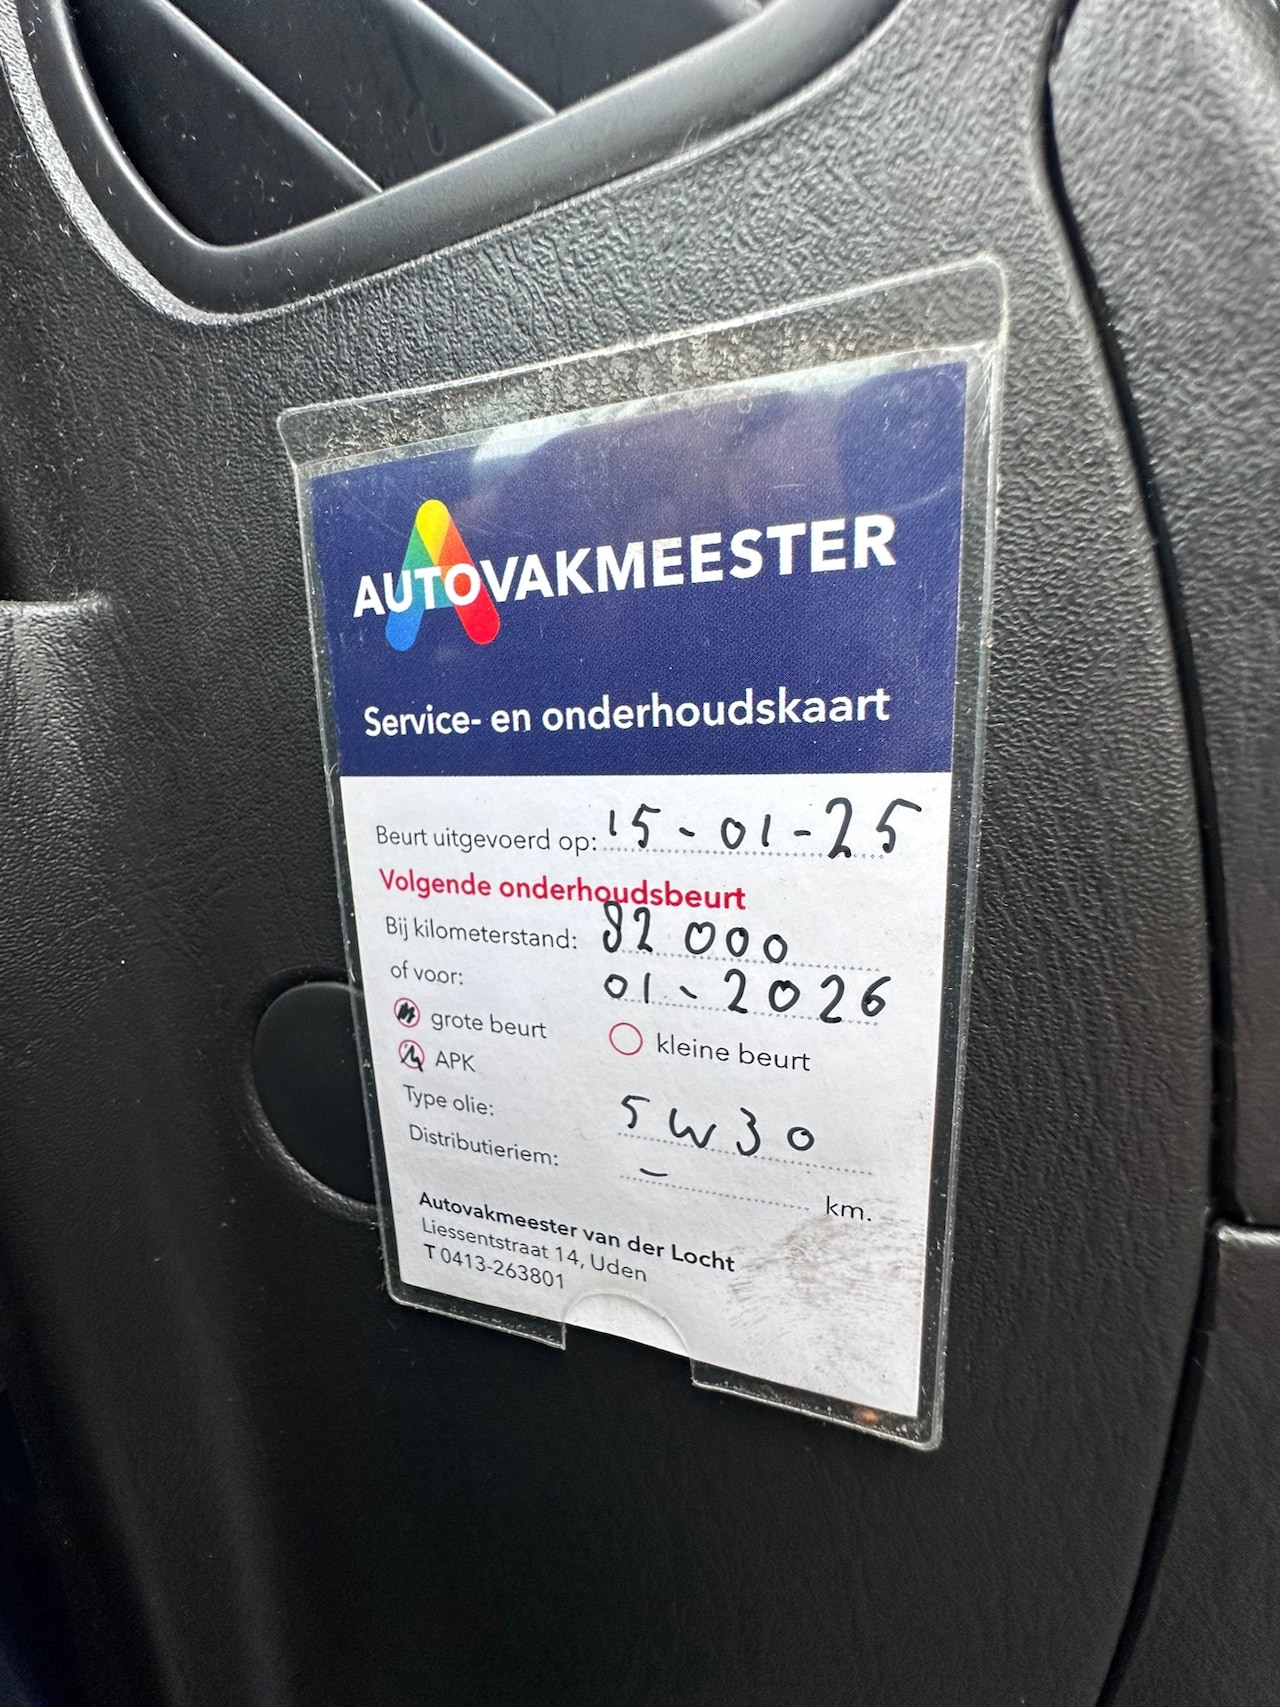 AUTOVAKMEESTER
Service- en onderhoudskaart
Beurt uitgevoerd op: 15-01-25
Volgende onderhoudsbeurt
Bij kilometerstand: 82 000
of voor: 01-2026
grote beurt kleine beurt
APK
Type olie: 5W30
Distributieriem: – km.
Autovakmeester van der Locht
Liessentstraat 14, Uden
T 0413-263801